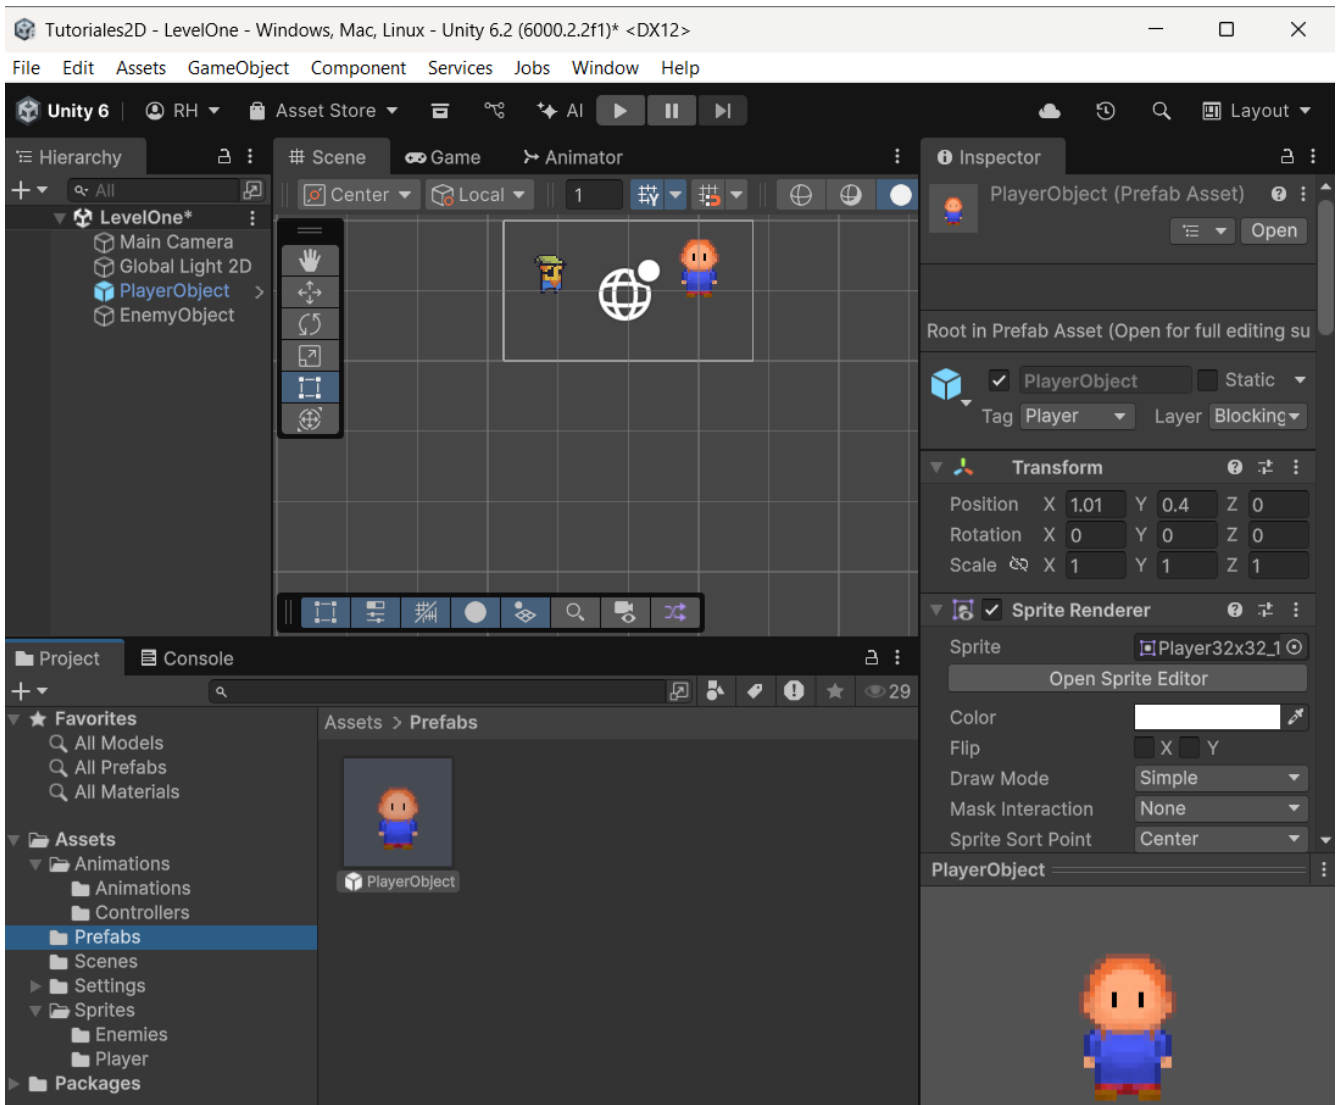 Tutoriales2D - LevelOne - Windows, Mac, Linux - Unity 6.2 (6000.2.2f1)* <DX12>
File Edit Assets GameObject Component Services Jobs Window Help
Unity 6 RH Asset Store AI Layout
Hierarchy
All
LevelOne*
Main Camera
Global Light 2D
PlayerObject
EnemyObject
Scene Game Animator
Center Local 1
Inspector
PlayerObject (Prefab Asset)
Open
Root in Prefab Asset (Open for full editing su
PlayerObject Static
Tag Player Layer Blocking
Transform
Position X 1.01 Y 0.4 Z 0
Rotation X 0 Y 0 Z 0
Scale X 1 Y 1 Z 1
Sprite Renderer
Sprite Player32x32_1
Open Sprite Editor
Color
Flip X Y
Draw Mode Simple
Mask Interaction None
Sprite Sort Point Center
PlayerObject
Project Console
29
Favorites
All Models
All Prefabs
All Materials
Assets
Animations
Animations
Controllers
Prefabs
Scenes
Settings
Sprites
Enemies
Player
Packages
Assets > Prefabs
PlayerObject